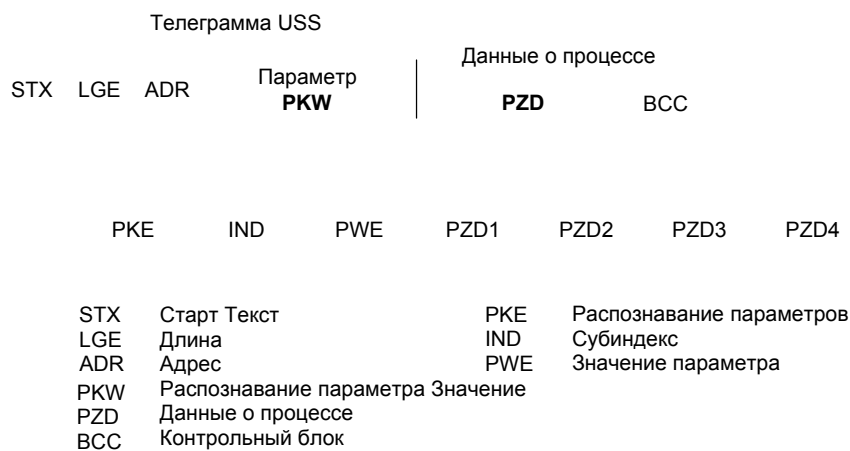 Телеграмма USS
Данные о процессе
STX LGE ADR Параметр PKW PZD BCC
PKE IND PWE PZD1 PZD2 PZD3 PZD4
STX Старт Текст PKE Распознавание параметров
LGE Длина IND Субиндекс
ADR Адрес PWE Значение параметра
PKW Распознавание параметра Значение
PZD Данные о процессе
BCC Контрольный блок